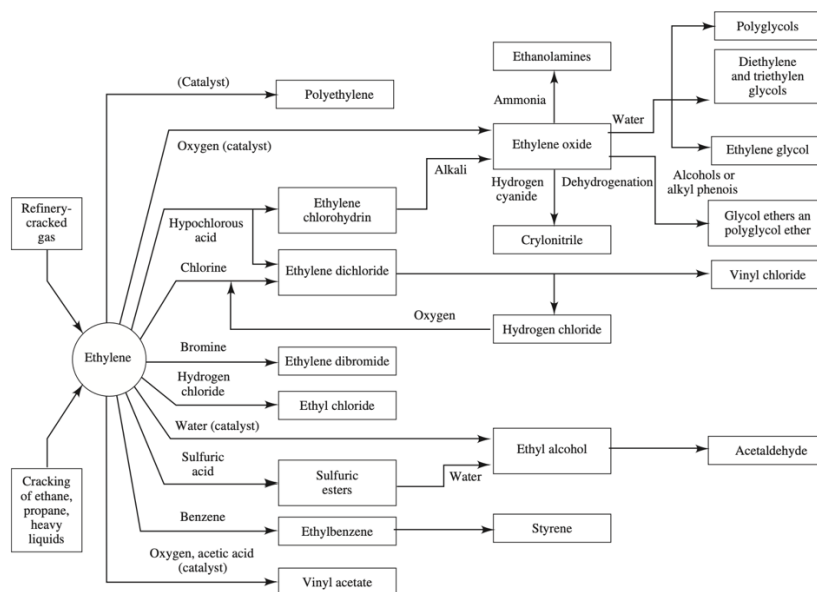 Polyglycols
Ethanolamines
Diethylene
and triethylen
glycols
(Catalyst)
Polyethylene
Ammonia
Water
Oxygen (catalyst)
Ethylene oxide
Ethylene glycol
Alkali
Hydrogen
cyanide
Dehydrogenation
Alcohols or
alkyl phenois
Refinery-
cracked
gas
Ethylene
chlorohydrin
Hypochlorous
acid
Glycol ethers an
polyglycol ether
Crylonitrile
Chlorine
Ethylene dichloride
Vinyl chloride
Oxygen
Hydrogen chloride
Ethylene
Bromine
Ethylene dibromide
Hydrogen
chloride
Ethyl chloride
Water (catalyst)
Ethyl alcohol
Acetaldehyde
Sulfuric
acid
Sulfuric
esters
Water
Cracking
of ethane,
propane,
heavy
liquids
Benzene
Ethylbenzene
Styrene
Oxygen, acetic acid
(catalyst)
Vinyl acetate